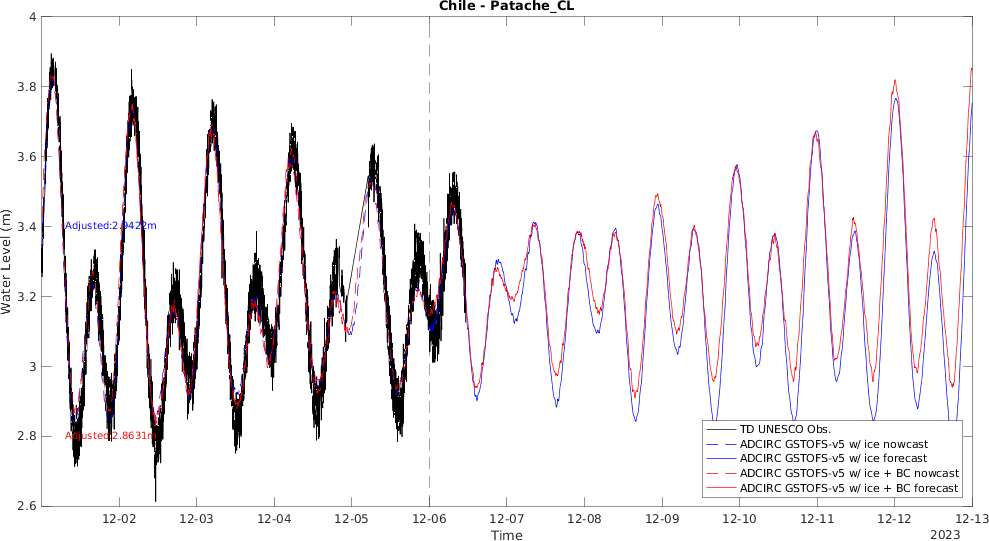 Chile - Patache_CL
4
3.8
3.6
3.4
3.2
3
2.8
2.6
Water Level (m)
Adjusted:2.9422m
Adjusted:2.8631m
TD UNESCO Obs.
ADCIRC GSTOFS-v5 w/ ice nowcast
ADCIRC GSTOFS-v5 w/ ice forecast
ADCIRC GSTOFS-v5 w/ ice + BC nowcast
ADCIRC GSTOFS-v5 w/ ice + BC forecast
12-02 12-03 12-04 12-05 12-06 12-07 12-08 12-09 12-10 12-11 12-12 12-13
Time
2023